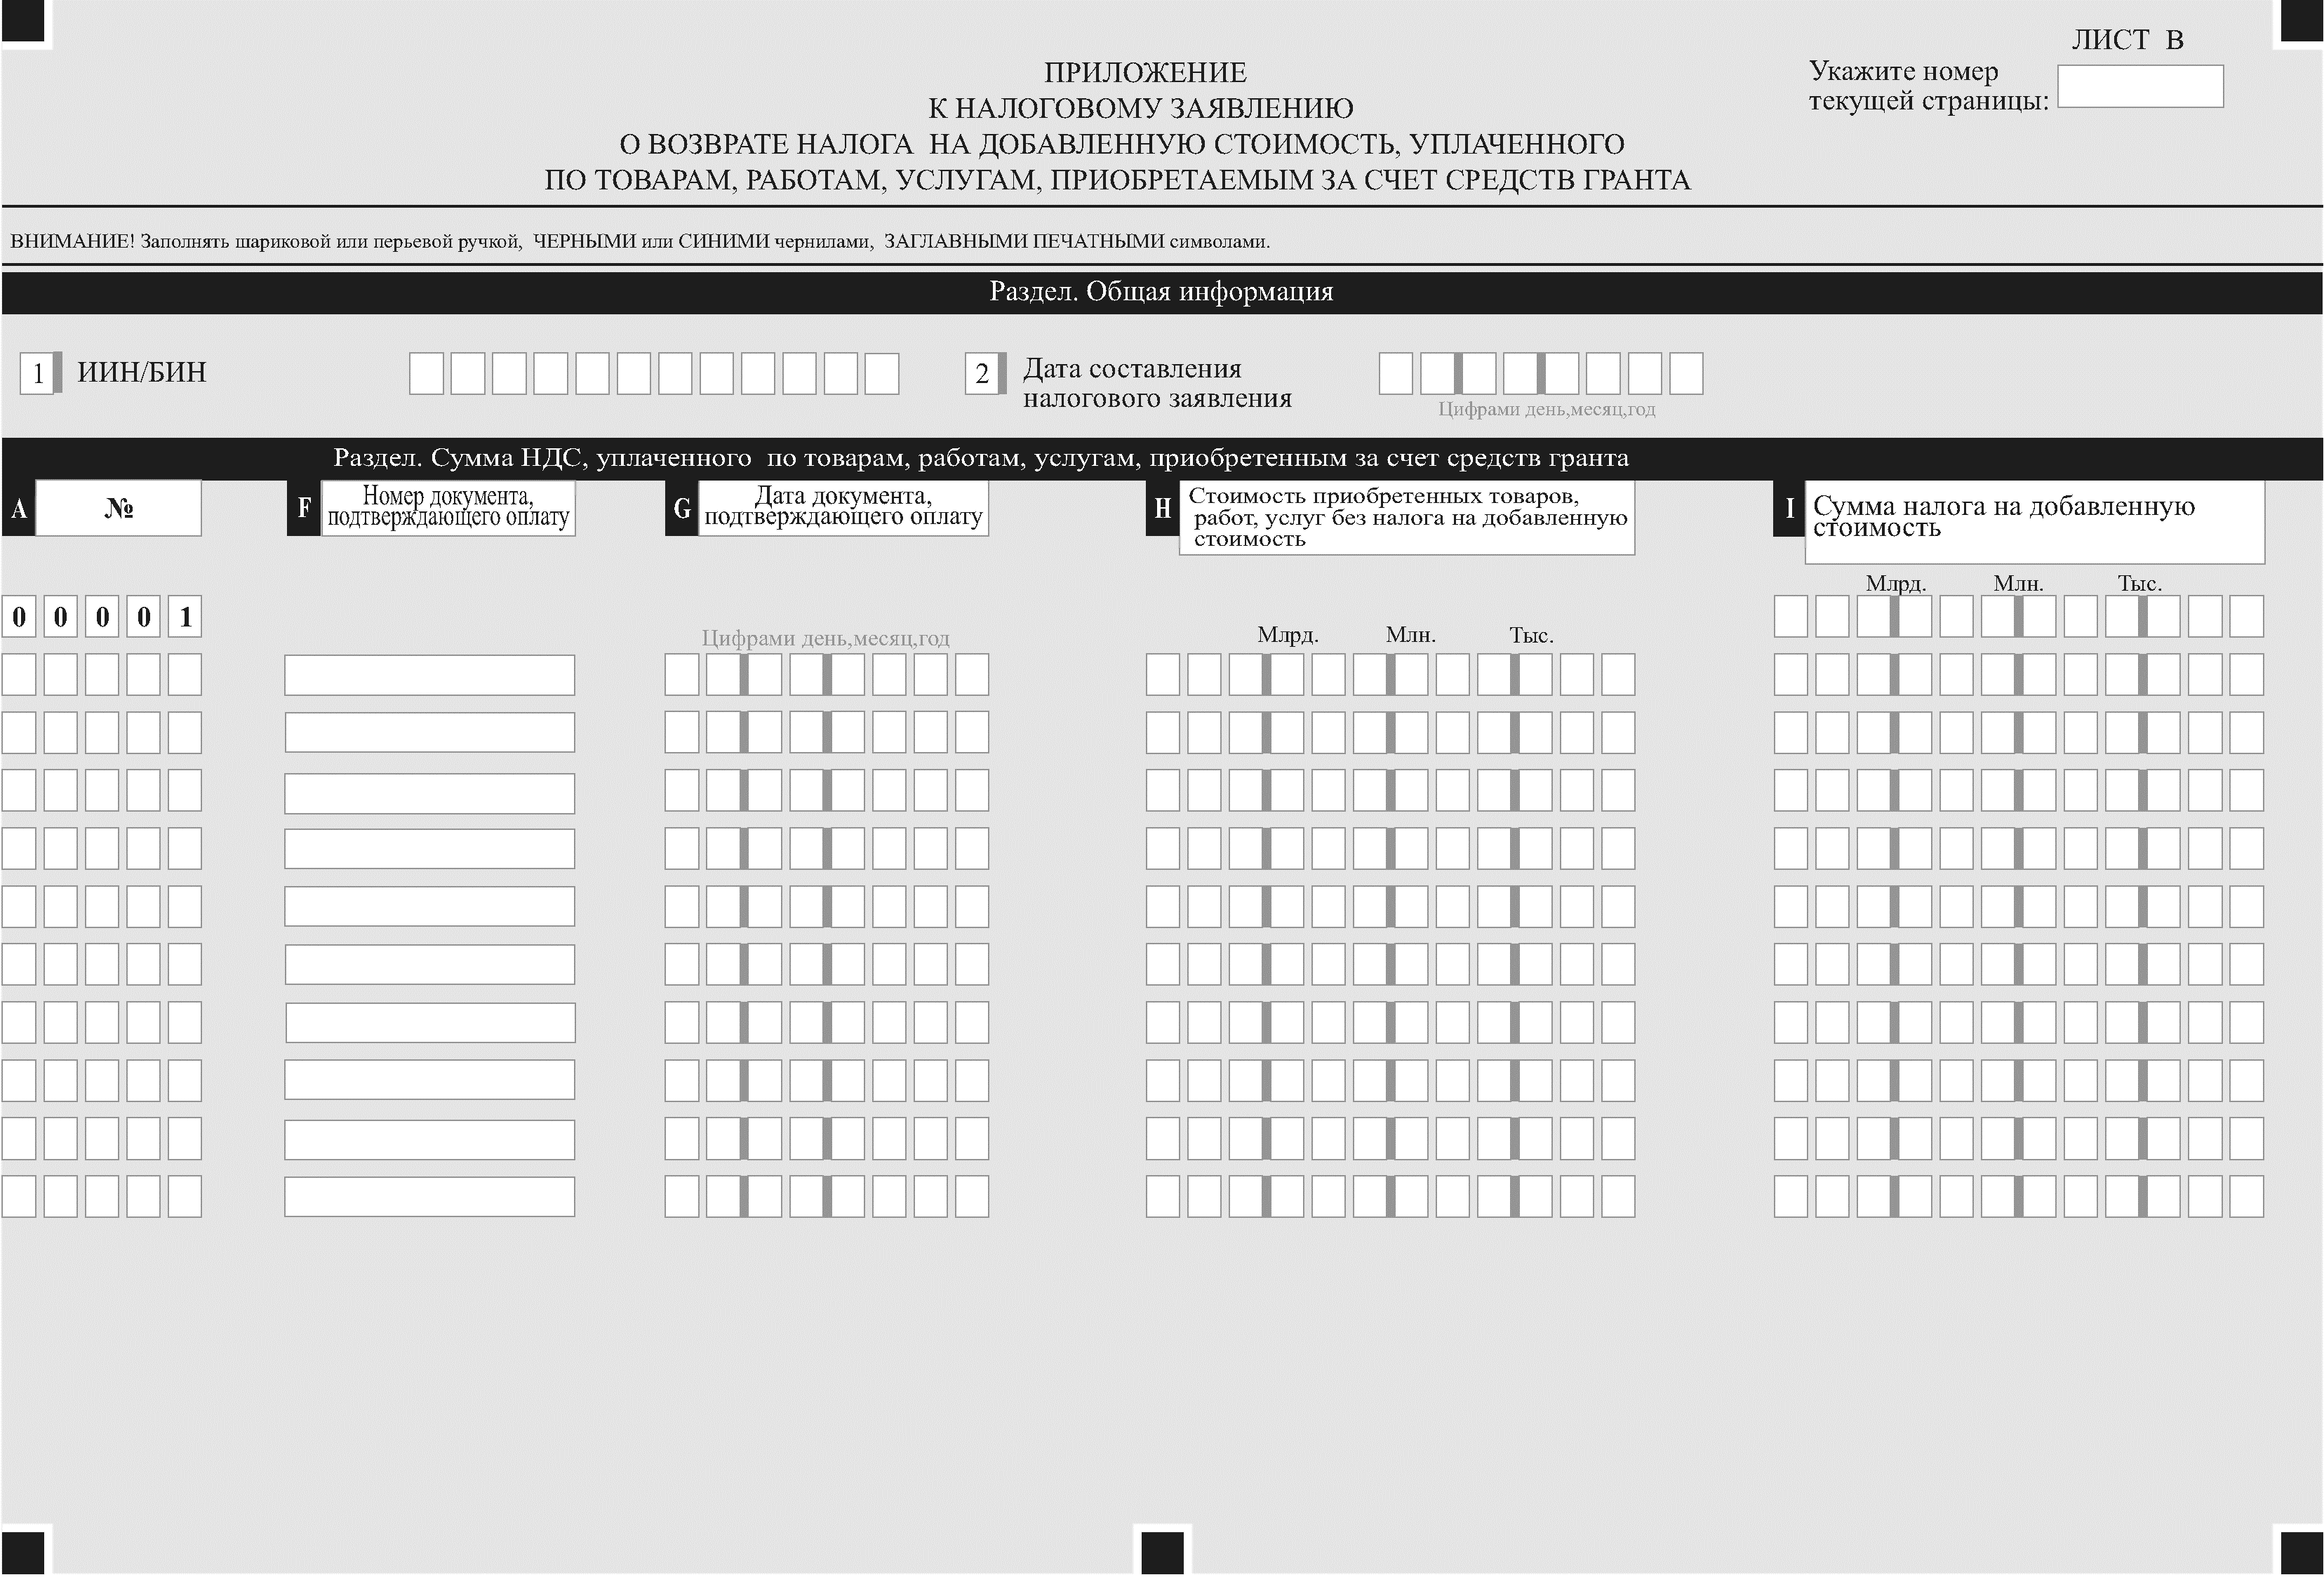 ЛИСТ В
Укажите номер
текущей страницы:
ПРИЛОЖЕНИЕ
К НАЛОГОВОМУ ЗАЯВЛЕНИЮ
О ВОЗВРАТЕ НАЛОГА НА ДОБАВЛЕННУЮ СТОИМОСТЬ, УПЛАЧЕННОГО
ПО ТОВАРАМ, РАБОТАМ, УСЛУГАМ, ПРИОБРЕТАЕМЫМ ЗА СЧЕТ СРЕДСТВ ГРАНТА
ВНИМАНИЕ! Заполнять шариковой или перьевой ручкой, ЧЕРНЫМИ или СИНИМИ чернилами, ЗАГЛАВНЫМИ ПЕЧАТНЫМИ символами.
Раздел. Общая информация
1 ИИН/БИН
2 Дата составления
налогового заявления
Цифрами день,месяц,год
Раздел. Сумма НДС, уплаченного по товарам, работам, услугам, приобретенным за счет средств гранта
A №
F Номер документа,
подтверждающего оплату
G Дата документа,
подтверждающего оплату
H Стоимость приобретенных товаров,
работ, услуг без налога на добавленную
стоимость
I Сумма налога на добавленную
стоимость
Млрд. Млн. Тыс.
0 0 0 0 1
Цифрами день,месяц,год
Млрд. Млн. Тыс.